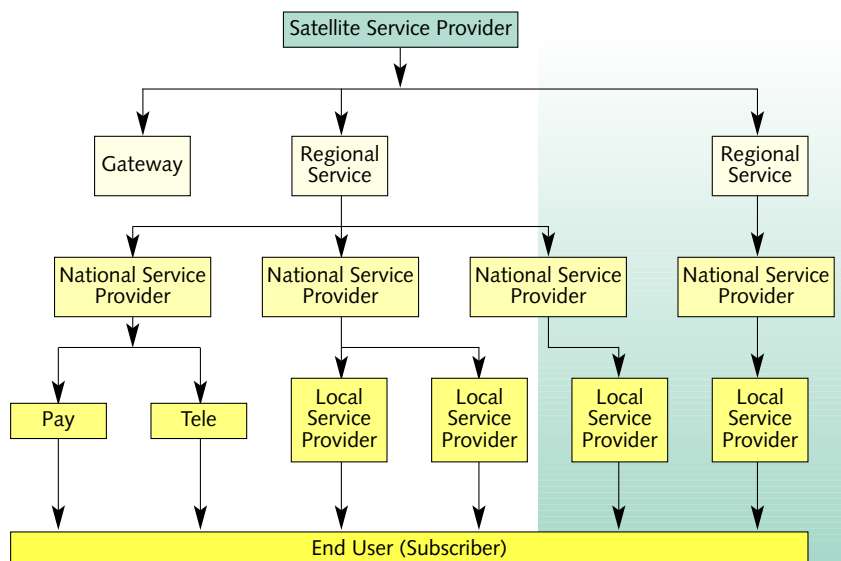 Satellite Service Provider
Gateway
Regional
Service
Regional
Service
National Service
Provider
National Service
Provider
National Service
Provider
National Service
Provider
Pay
Tele
Local
Service
Provider
Local
Service
Provider
Local
Service
Provider
Local
Service
Provider
End User (Subscriber)